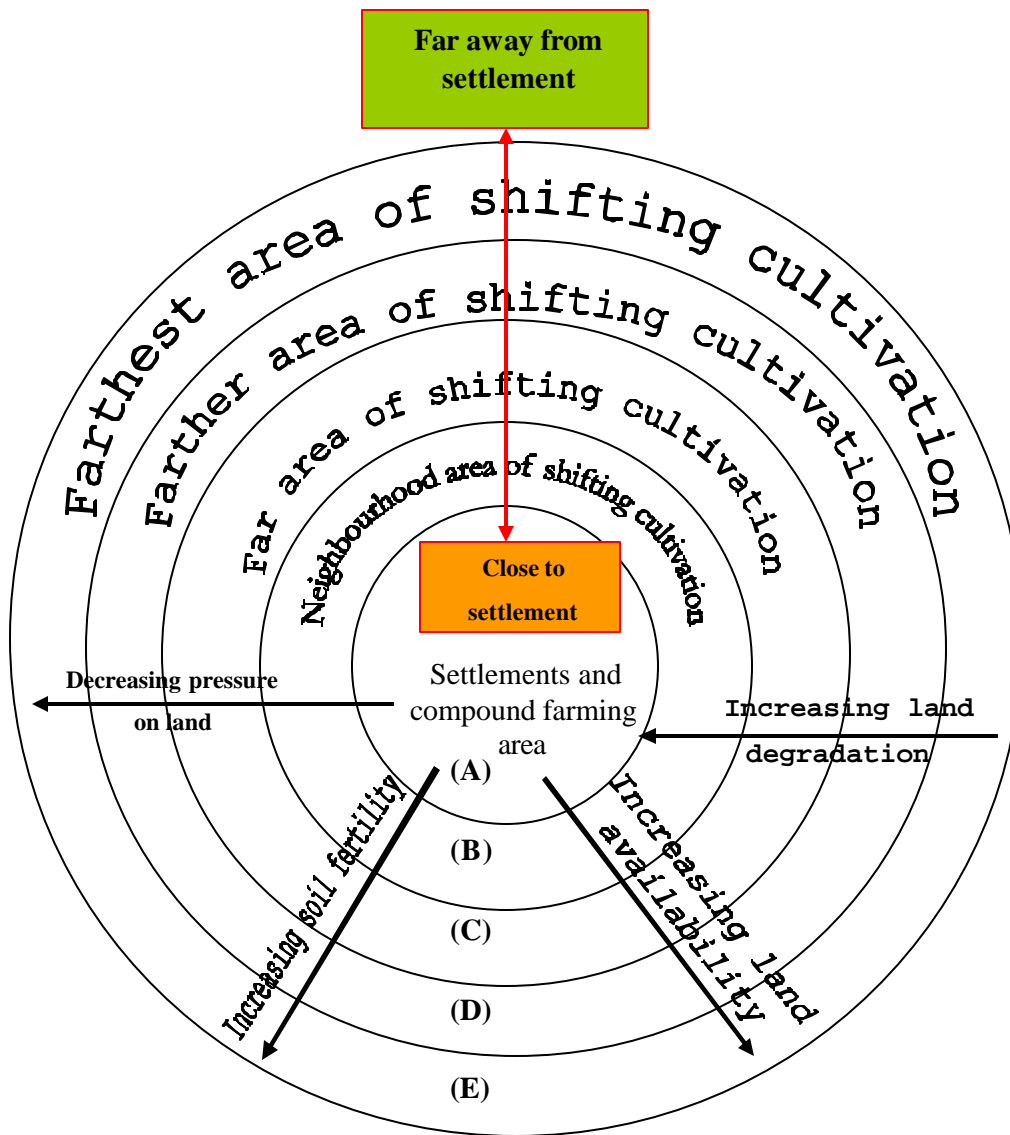 Far away from
settlement
Farthest area of shifting cultivation
Farther area of shifting cultivation
Far area of shifting cultivation
Neighbourhood area of shifting cultivation
Close to
settlement
Settlements and
compound farming
area
Decreasing pressure
on land
Increasing land
degradation
(A)
Increasing soil fertility
Increasing land
availability
(B)
(C)
(D)
(E)